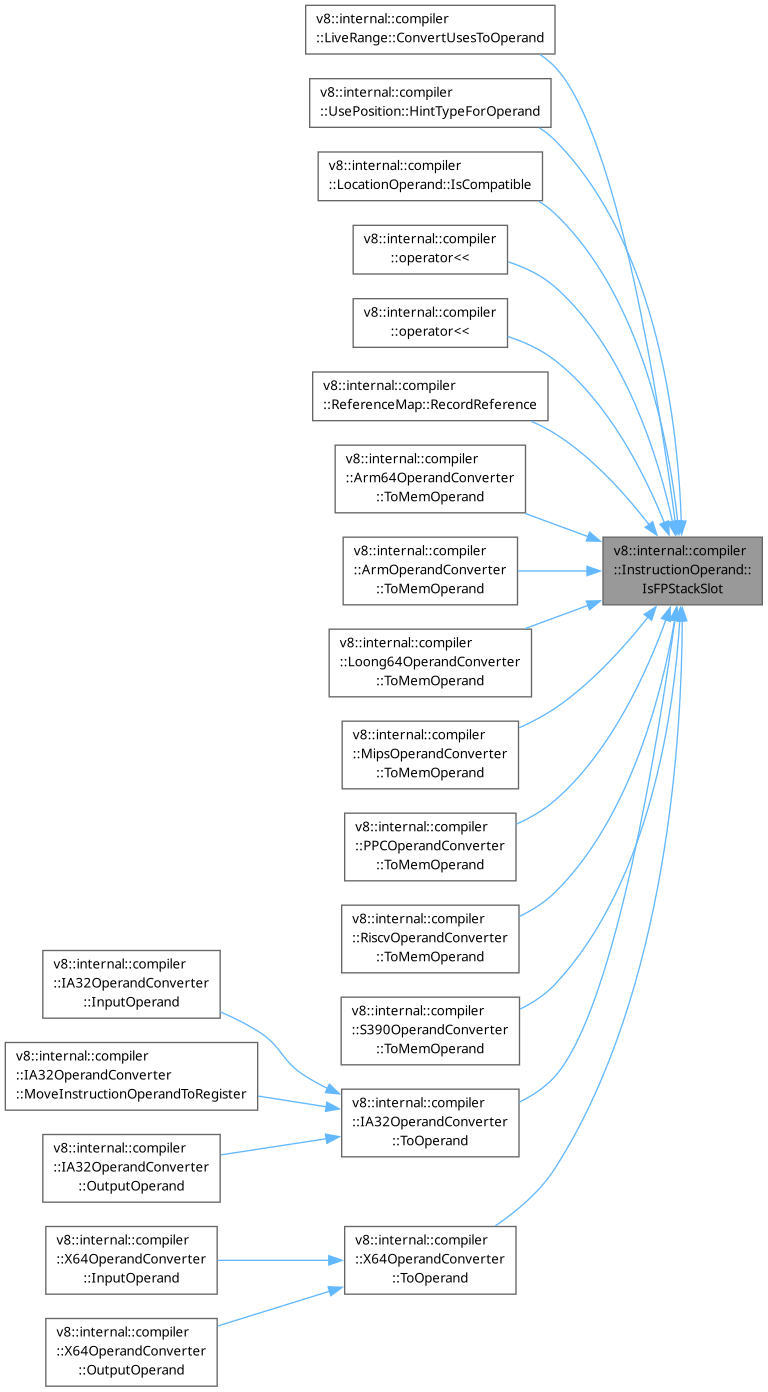 v8::internal::compiler
::LiveRange::ConvertUsesToOperand
v8::internal::compiler
::UsePosition::HintTypeForOperand
v8::internal::compiler
::LocationOperand::IsCompatible
v8::internal::compiler
::operator<<
v8::internal::compiler
::operator<<
v8::internal::compiler
::ReferenceMap::RecordReference
v8::internal::compiler
::Arm64OperandConverter
::ToMemOperand
v8::internal::compiler
::InstructionOperand::
IsFPStackSlot
v8::internal::compiler
::ArmOperandConverter
::ToMemOperand
v8::internal::compiler
::Loong64OperandConverter
::ToMemOperand
v8::internal::compiler
::MipsOperandConverter
::ToMemOperand
v8::internal::compiler
::PPCOperandConverter
::ToMemOperand
v8::internal::compiler
::RiscvOperandConverter
::ToMemOperand
v8::internal::compiler
::IA32OperandConverter
::InputOperand
v8::internal::compiler
::S390OperandConverter
::ToMemOperand
v8::internal::compiler
::IA32OperandConverter
::MoveInstructionOperandToRegister
v8::internal::compiler
::IA32OperandConverter
::ToOperand
v8::internal::compiler
::IA32OperandConverter
::OutputOperand
v8::internal::compiler
::X64OperandConverter
::InputOperand
v8::internal::compiler
::X64OperandConverter
::ToOperand
v8::internal::compiler
::X64OperandConverter
::OutputOperand